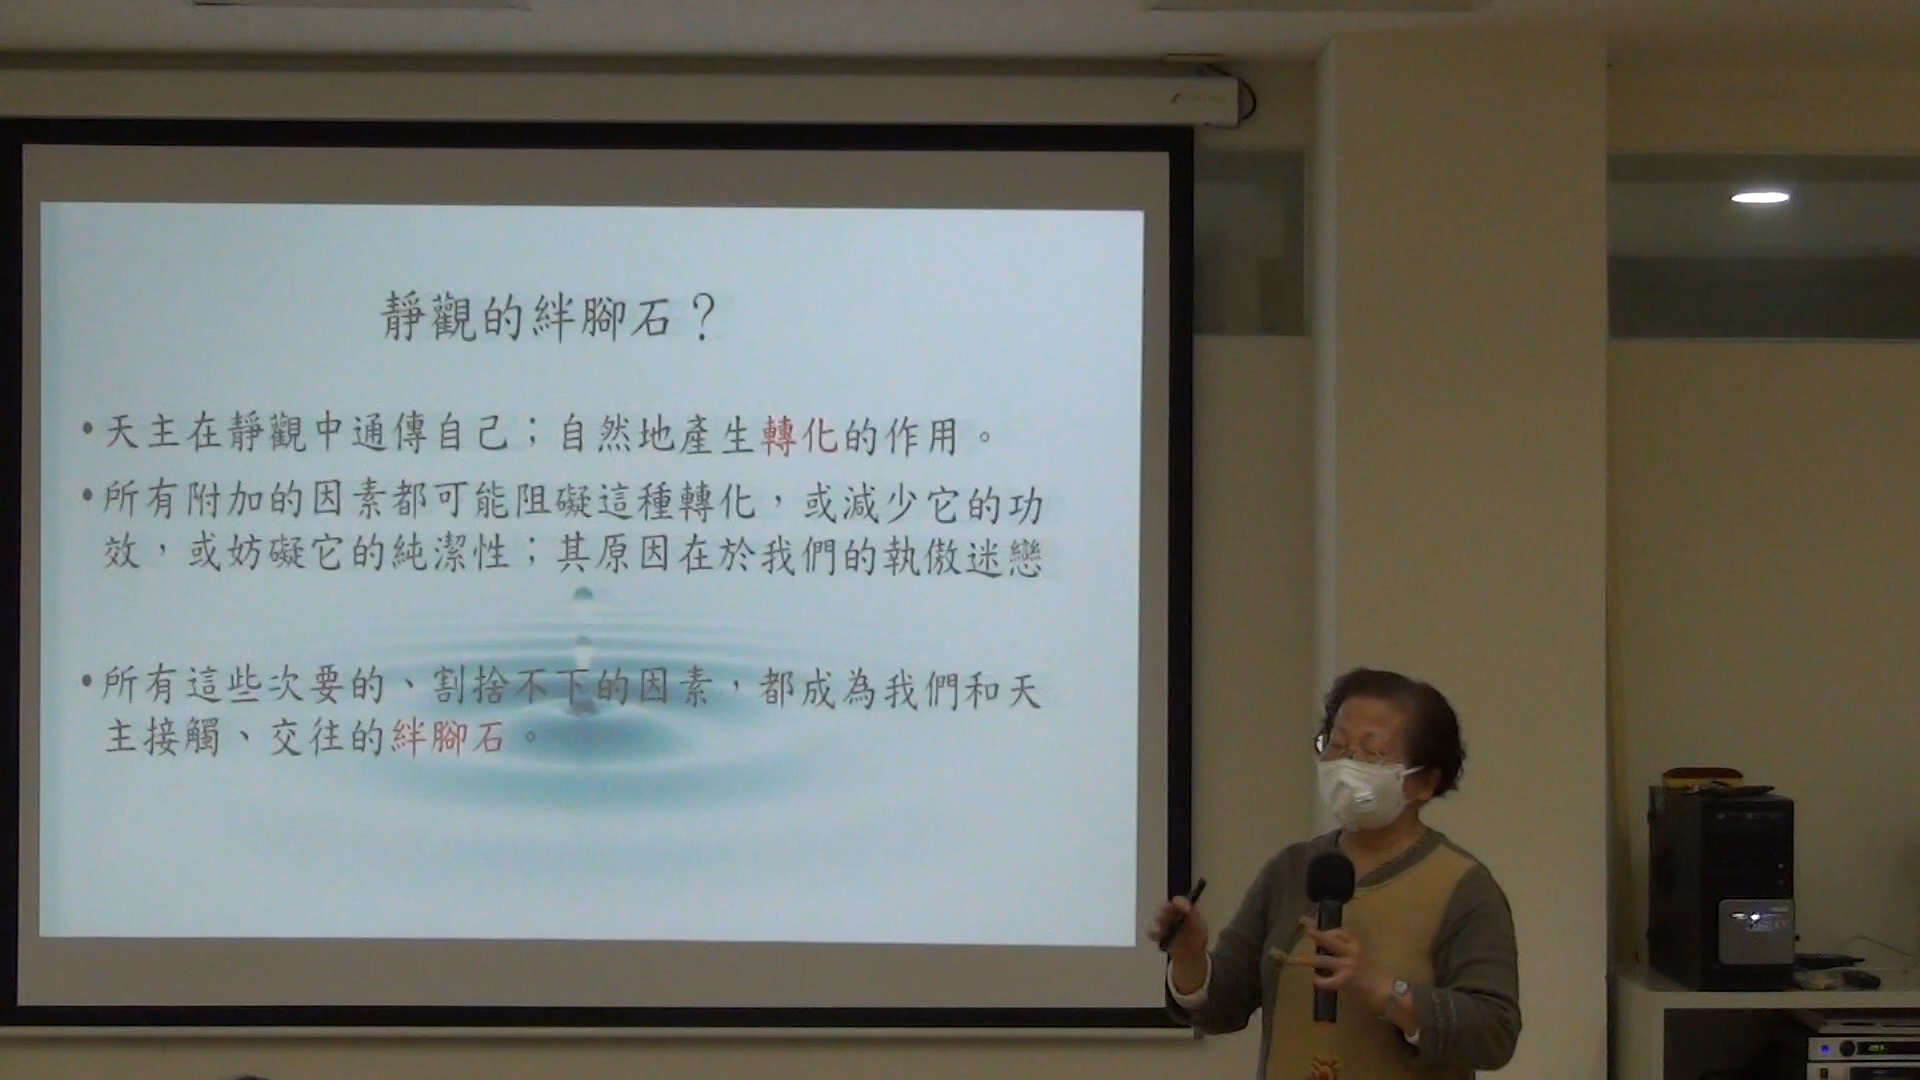 靜觀的絆腳石？
•天主在靜觀中通傳自己；自然地產生轉化的作用。
•所有附加的因素都可能阻礙這種轉化，或減少它的功
效，或妨礙它的純潔性；其原因在於我們的執傲迷戀
•所有這些次要的、割捨不下的因素，都成為我們和天
主接觸、交往的絆腳石。